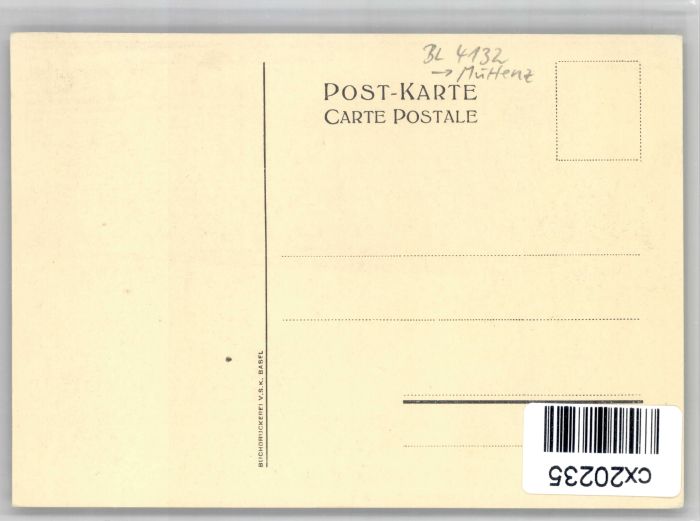 BL 4132
→ Muttenz
POST-KARTE
CARTE POSTALE
BUCHDRUCKEREI V.S.K. BASEL
cx20235